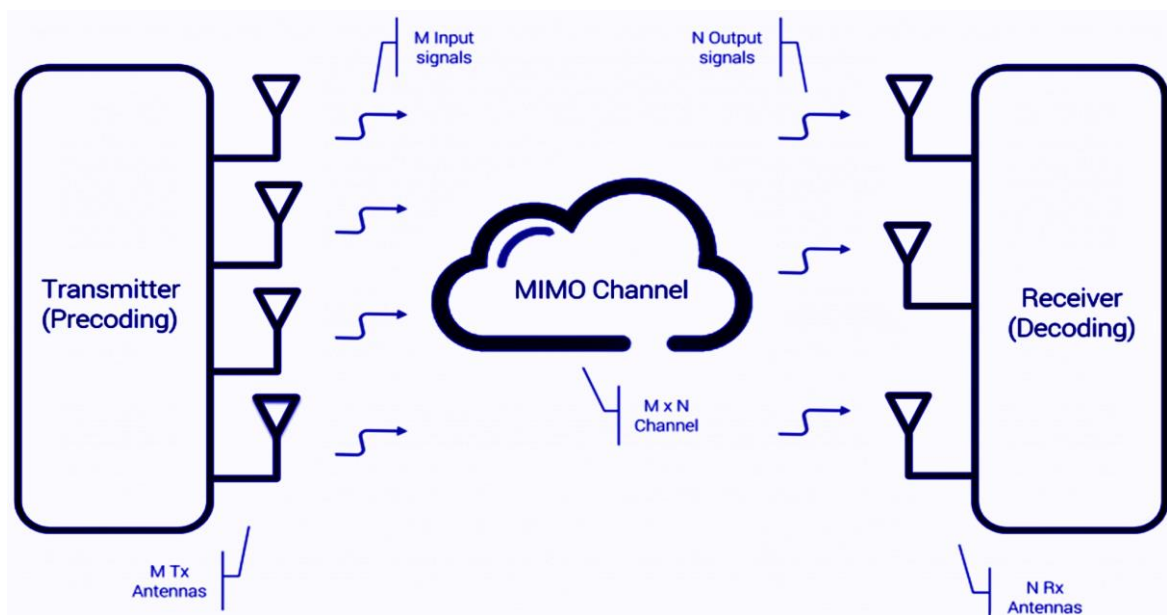 M Input
signals
N Output
signals
Transmitter
(Precoding)
MIMO Channel
Receiver
(Decoding)
M x N
Channel
M Tx
Antennas
N Rx
Antennas